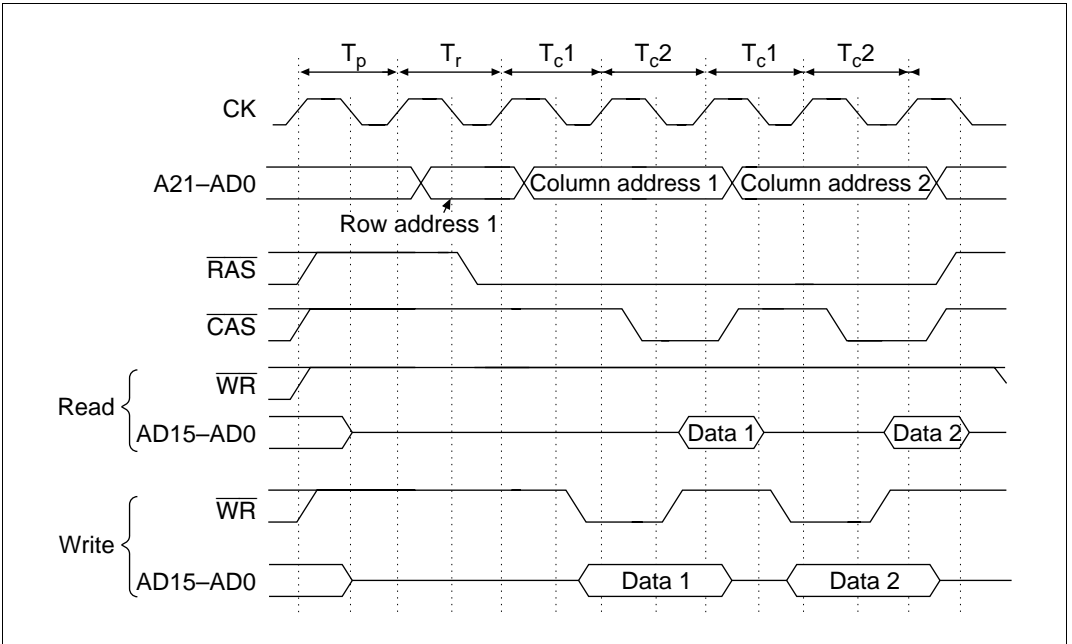 Tp Tr Tc1 Tc2 Tc1 Tc2
CK
A21–AD0 Column address 1 Column address 2
Row address 1
RAS
CAS
WR
Read
AD15–AD0 Data 1 Data 2
WR
Write
AD15–AD0 Data 1 Data 2